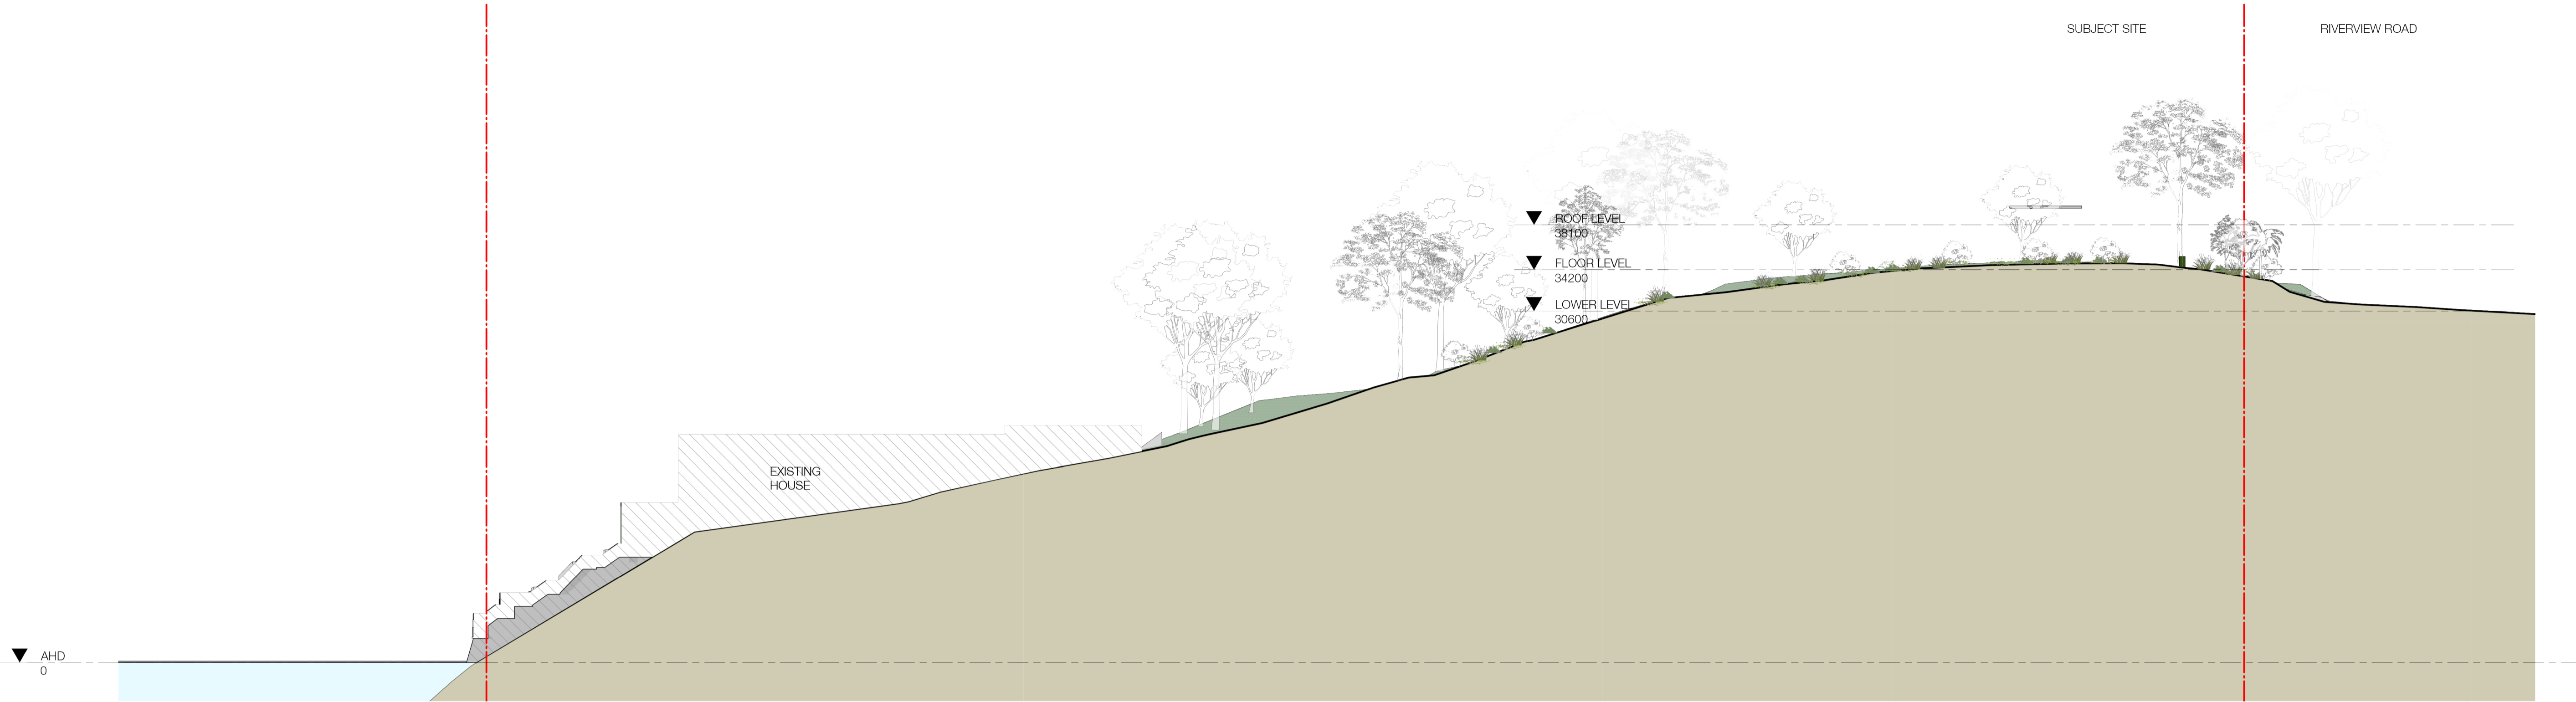 SUBJECT SITE
RIVERVIEW ROAD
ROOF LEVEL
38100
FLOOR LEVEL
34200
LOWER LEVEL
30600
EXISTING
HOUSE
AHD
0